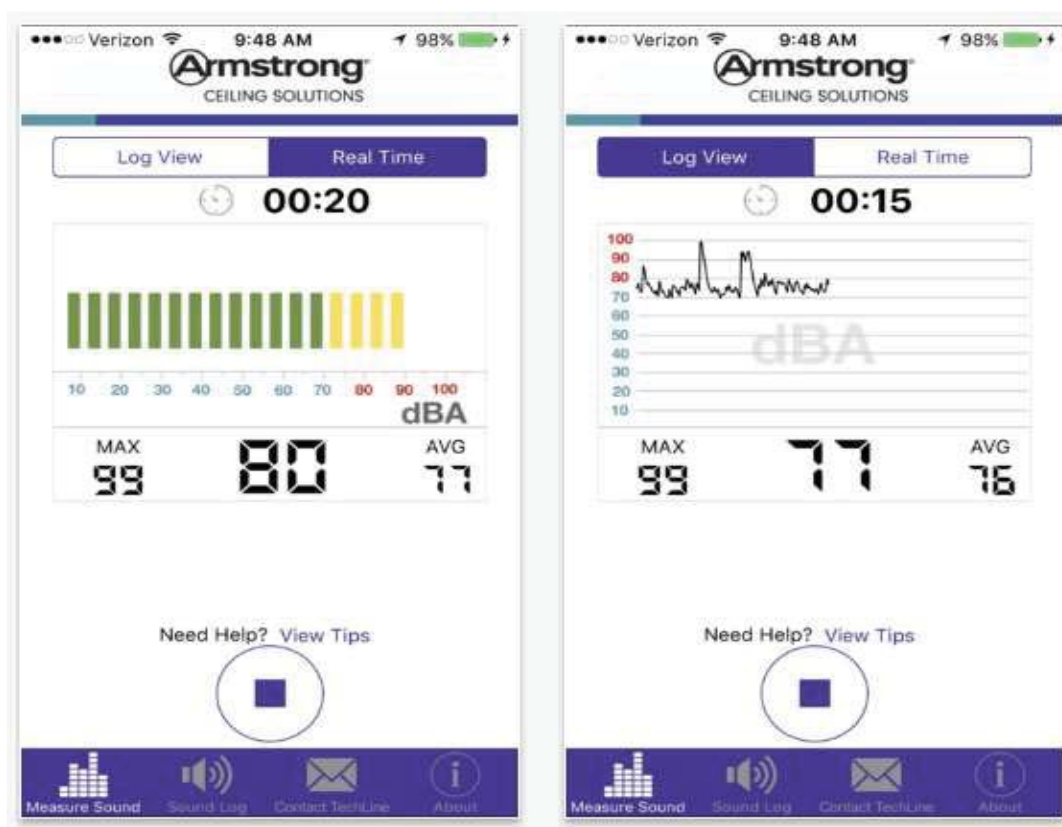 Verizon 9:48 AM 98%
Armstrong
CEILING SOLUTIONS
Log View Real Time
00:20
10 20 30 40 50 60 70 80 90 100
dBA
MAX 80 AVG
99 77
Need Help? View Tips
Measure Sound Sound Log Contact TechLine About
Verizon 9:48 AM 98%
Armstrong
CEILING SOLUTIONS
Log View Real Time
00:15
100
90
80
70
60
50
40
30
20
10
dBA
MAX 77 AVG
99 76
Need Help? View Tips
Measure Sound Sound Log Contact TechLine About